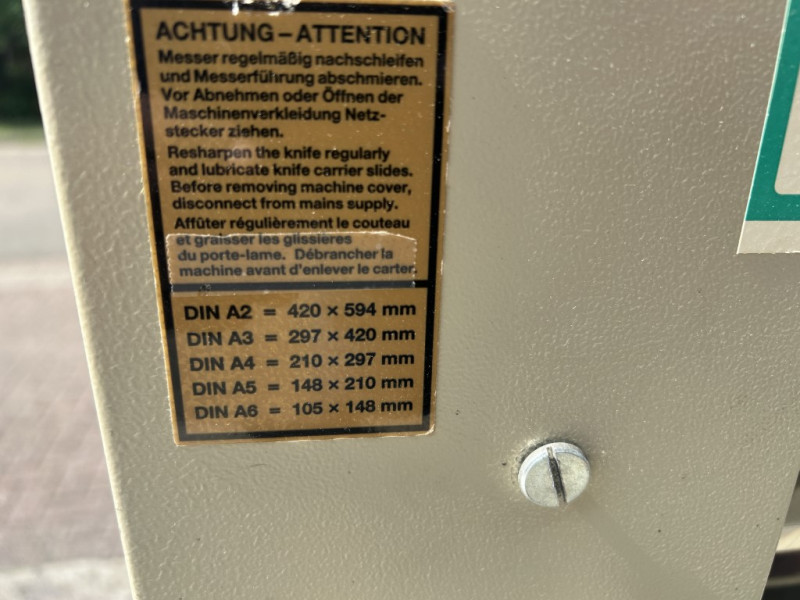 ACHTUNG – ATTENTION
Messer regelmäßig nachschleifen
und Messerführung abschmieren.
Vor Abnehmen oder Öffnen der
Maschinenverkleidung Netz-
stecker ziehen.
Resharpen the knife regularly
and lubricate knife carrier slides.
Before removing machine cover,
disconnect from mains supply.
Affûter régulièrement le couteau
et graisser les glissières
du porte-lame. Débrancher la
machine avant d'enlever le carter.
DIN A2 = 420 × 594 mm
DIN A3 = 297 × 420 mm
DIN A4 = 210 × 297 mm
DIN A5 = 148 × 210 mm
DIN A6 = 105 × 148 mm